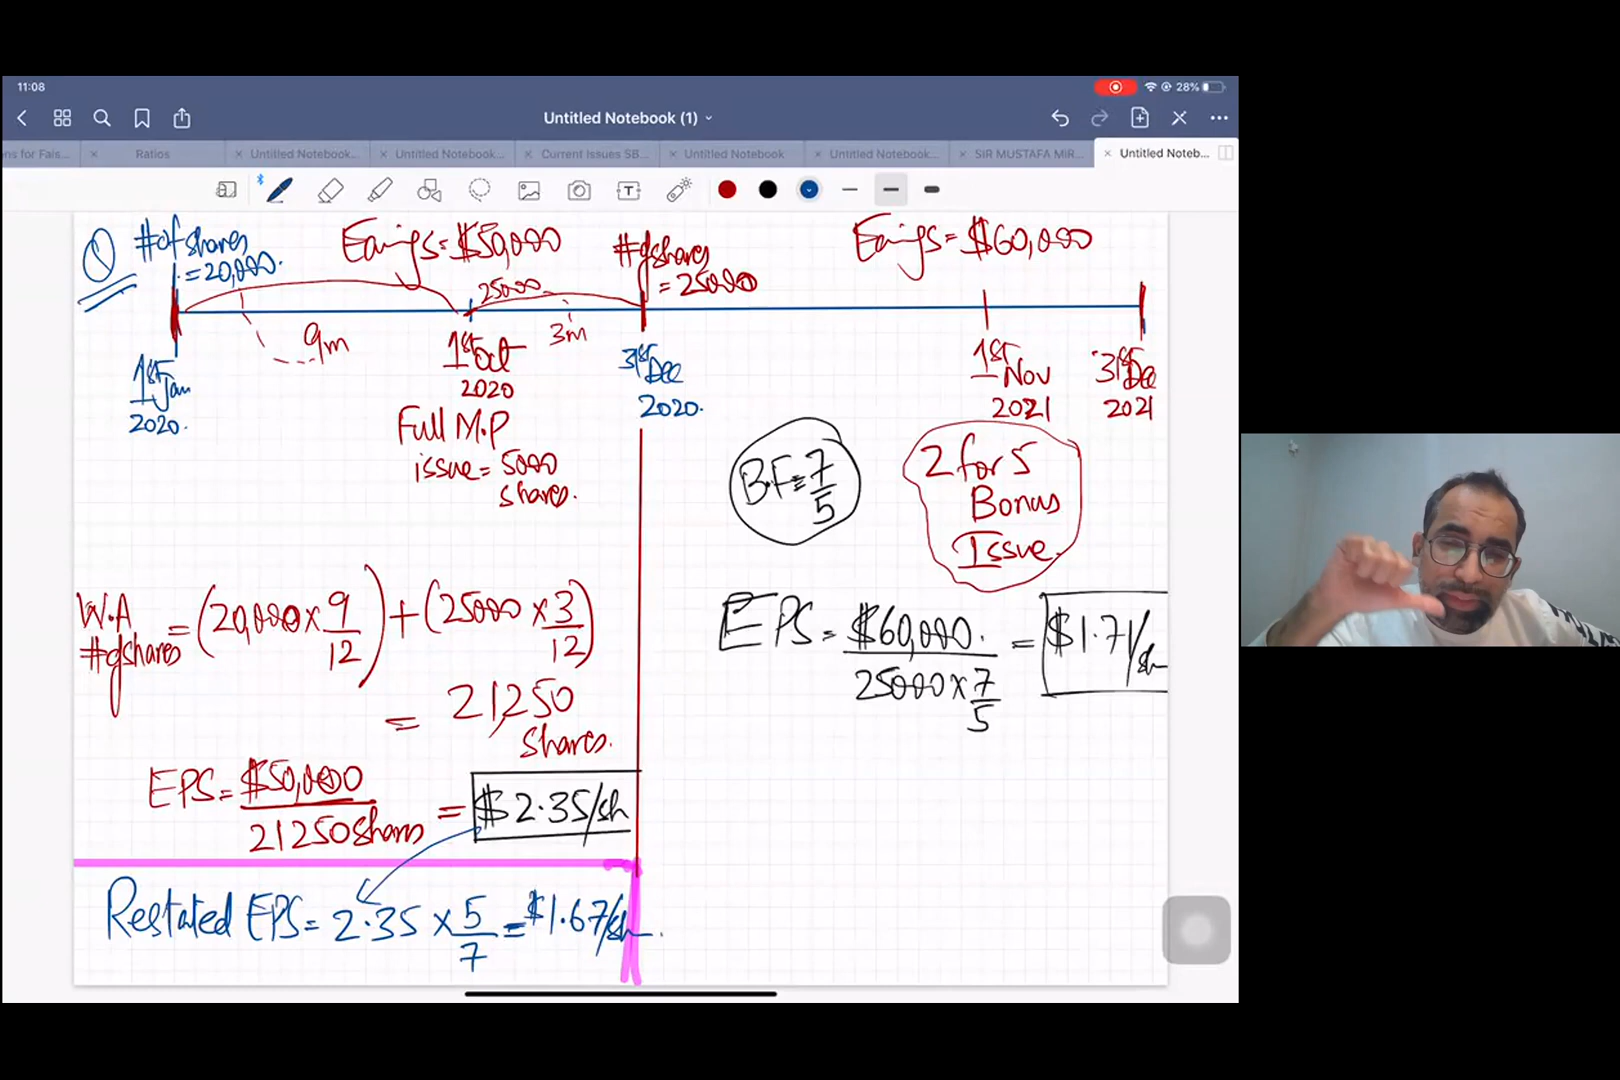 11:08
28%
Untitled Notebook (1)
ns for Fais...
Ratios
Untitled Notebook...
Untitled Notebook...
Current Issues SB...
Untitled Notebook
Untitled Notebook...
SIR MUSTAFA MiR...
Untitled Noteb...
Q
# of shares
= 20,000.
Earnings = $50,000
25000
# of shares
= 25000
Earnings = $60,000
9m
3m
1st Jan
2020.
1st Oct
2020
31st Dec
2020.
1st Nov
2021
31st Dec
2021
Full M.P
issue = 5000
shares.
B.F = 7/5
2 for 5
Bonus
Issue.
W.A
# of shares = (20,000 x 9/12) + (25000 x 3/12)
= 21,250
Shares.
EPS = $50,000 / 21250 Shares = $2.35/sh
EPS = $60,000. / 25000 x 7/5 = $1.71/sh
Restated EPS = 2.35 x 5/7 = $1.67/sh.